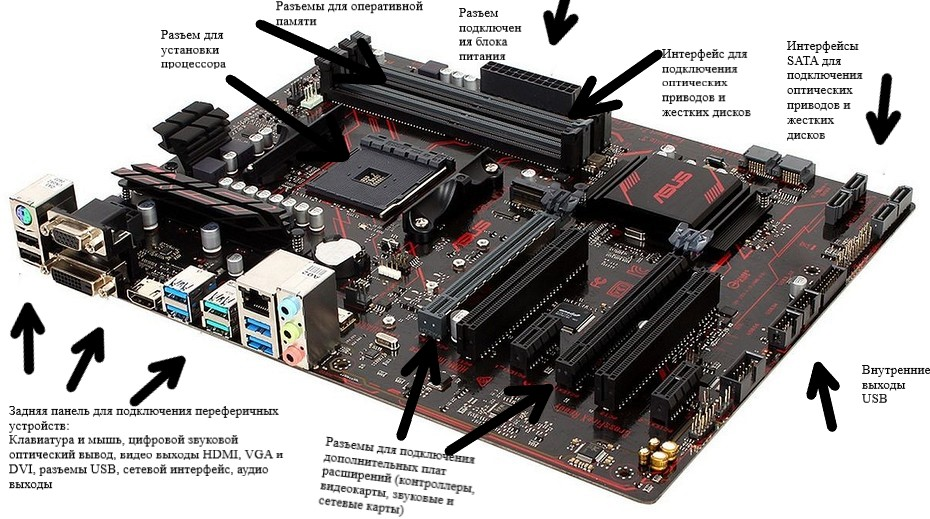 Разъемы для оперативной
памяти
Разъем для
установки
процессора
Разъем
подключен
ия блока
питания
Интерфейс для
подключения
оптических
приводов и
жестких дисков
Интерфейсы
SATA для
подключения
оптических
приводов и
жестких
дисков
ASUS
ASUS
Внутренние
выходы
USB
Задняя панель для подключения переферичных
устройств:
Клавиатура и мышь, цифровой звуковой
оптический вывод, видео выходы HDMI, VGA и
DVI, разъемы USB, сетевой интерфейс, аудио
выходы
Разъемы для подключения
дополнительных плат
расширений (контроллеры,
видеокарты, звуковые и
сетевые карты)